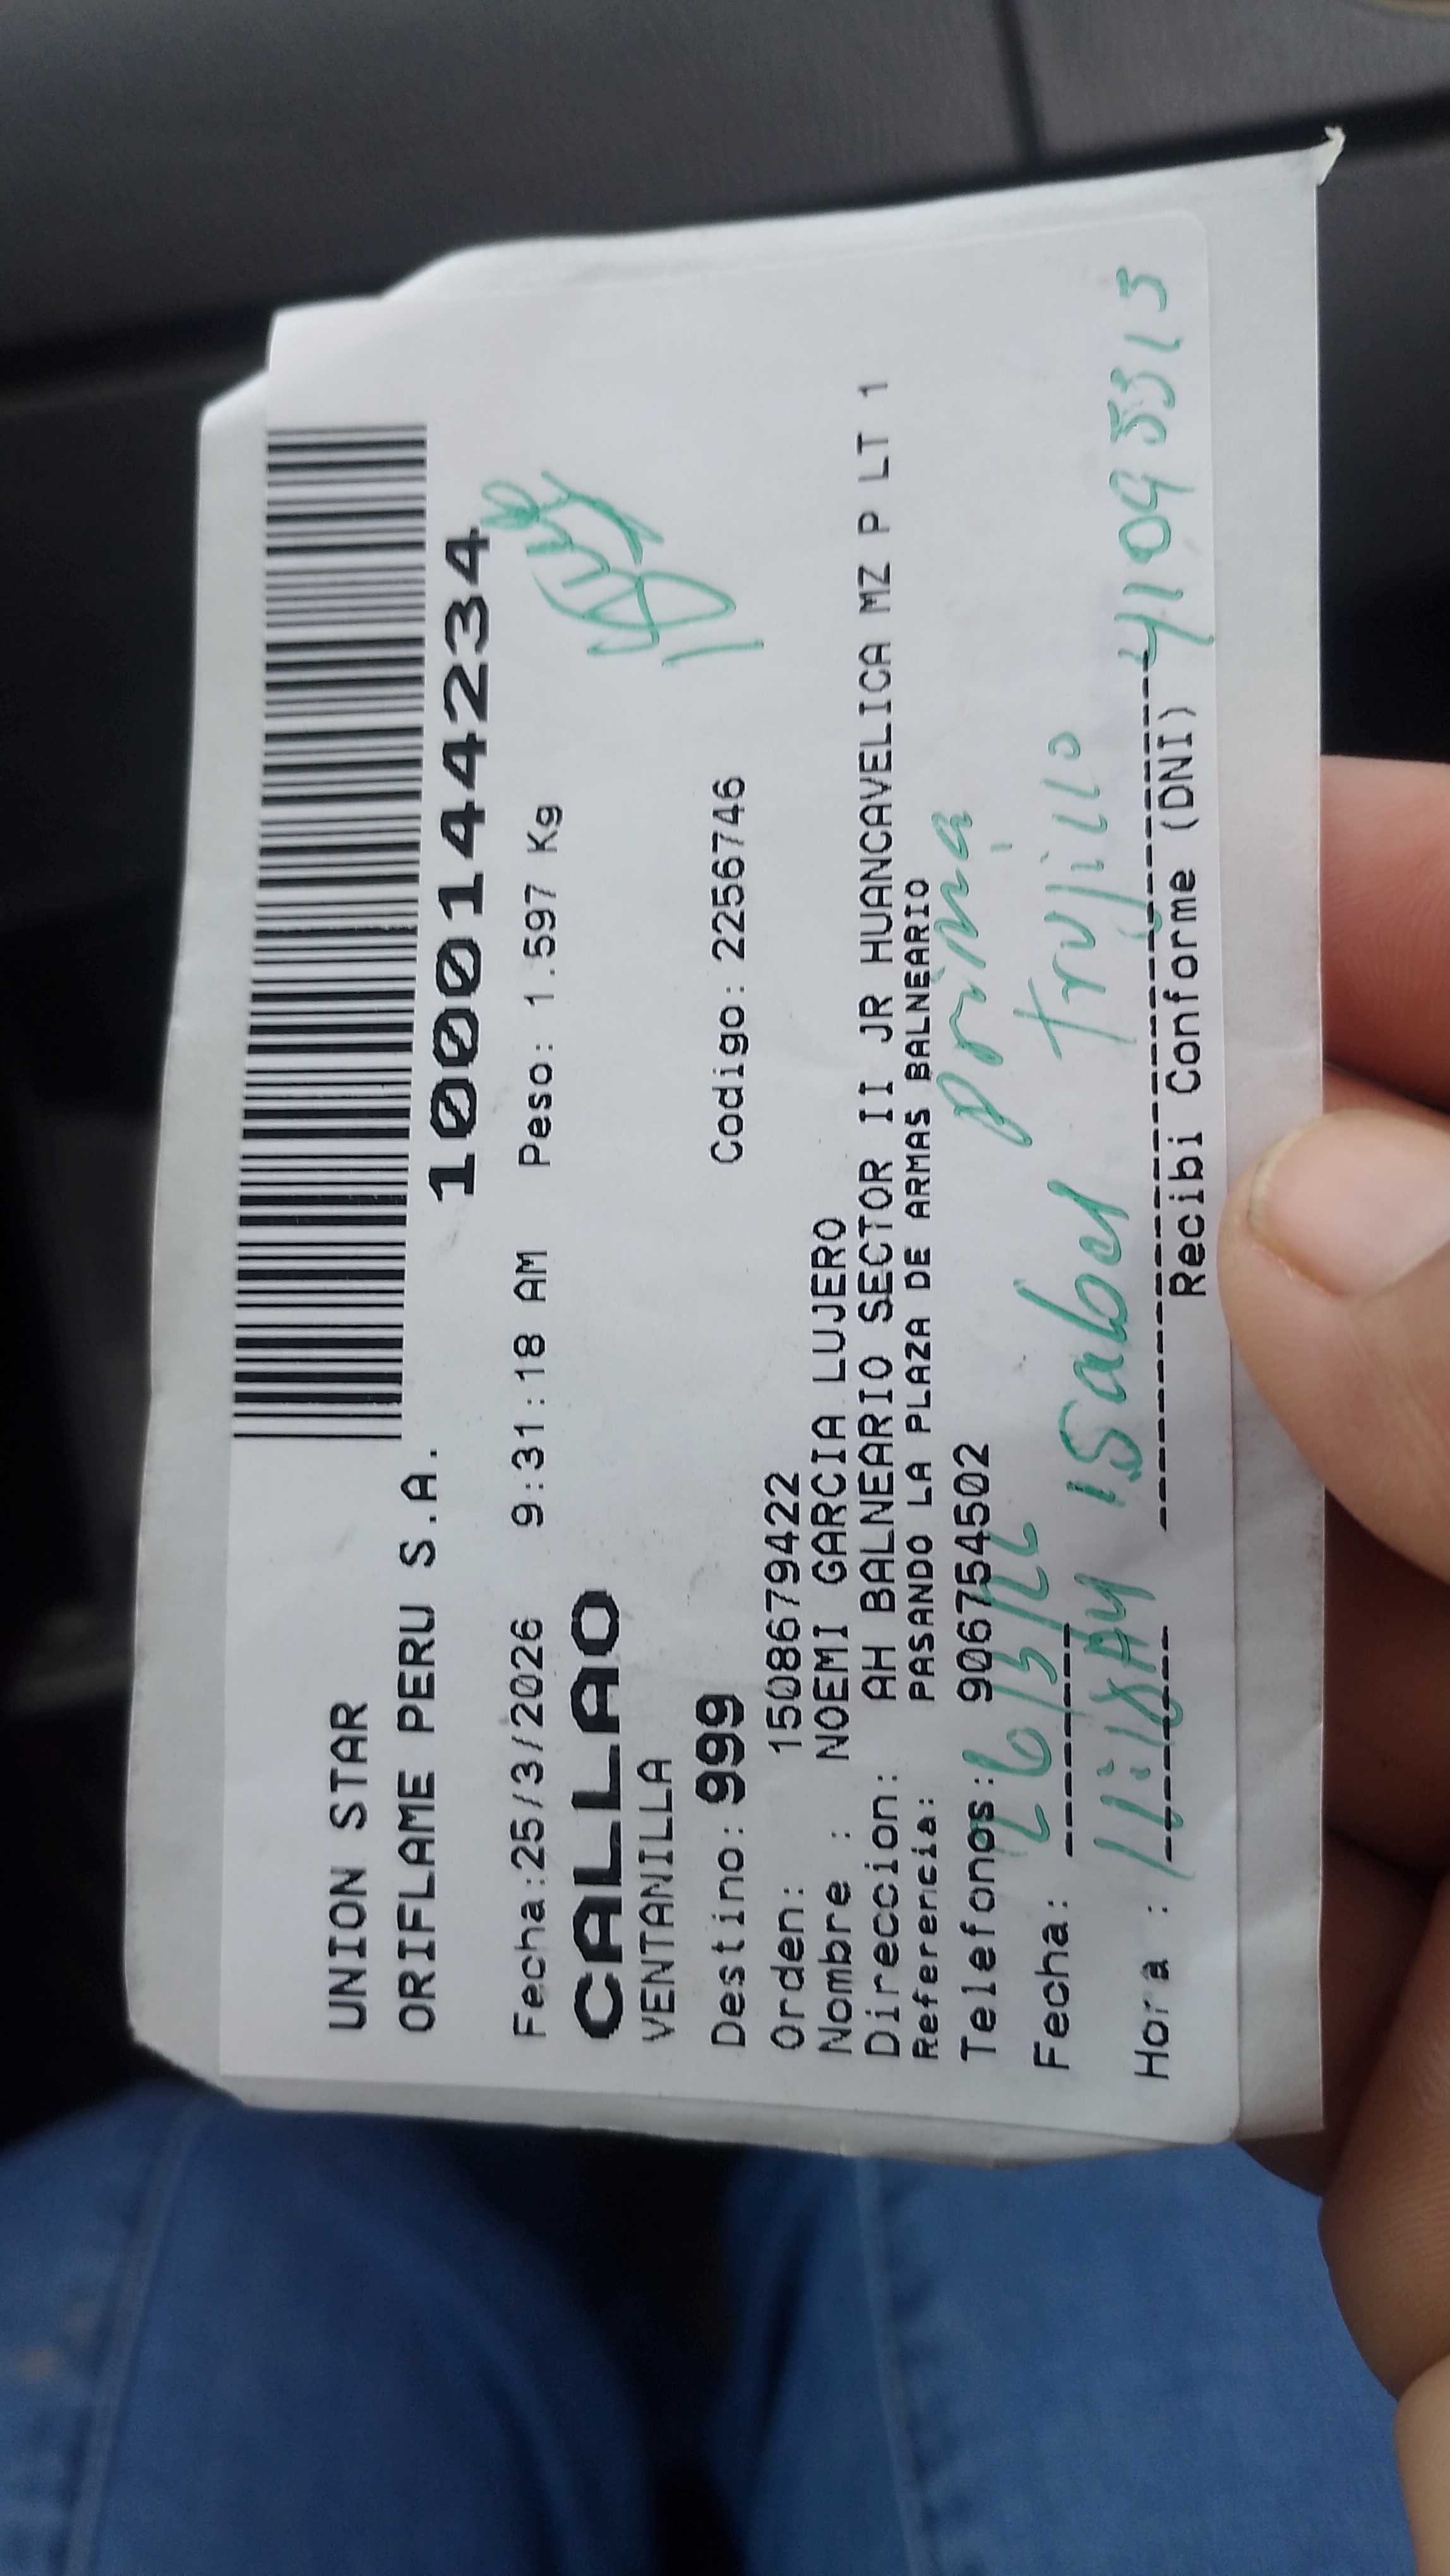 UNION STAR
ORIFLAME PERU S.A.
1000144234
Fecha:25/3/2026 9:31:18 AM Peso: 1.597 Kg
CALLAO
VENTANILLA
Destino: 999 Codigo: 2256746
Orden: 1508679422
Nombre : NOEMI GARCIA LUJERO
Direccion: AH BALNEARIO SECTOR II JR HUANCAVELICA MZ P LT 1
Referencia: PASANDO LA PLAZA DE ARMAS BALNEARIO
Telefonos: 906754502
prima
Fecha: 26/3/26
Isabel Trujillo
Hora : 11:18 AM
Recibi Conforme (DNI) 41095313